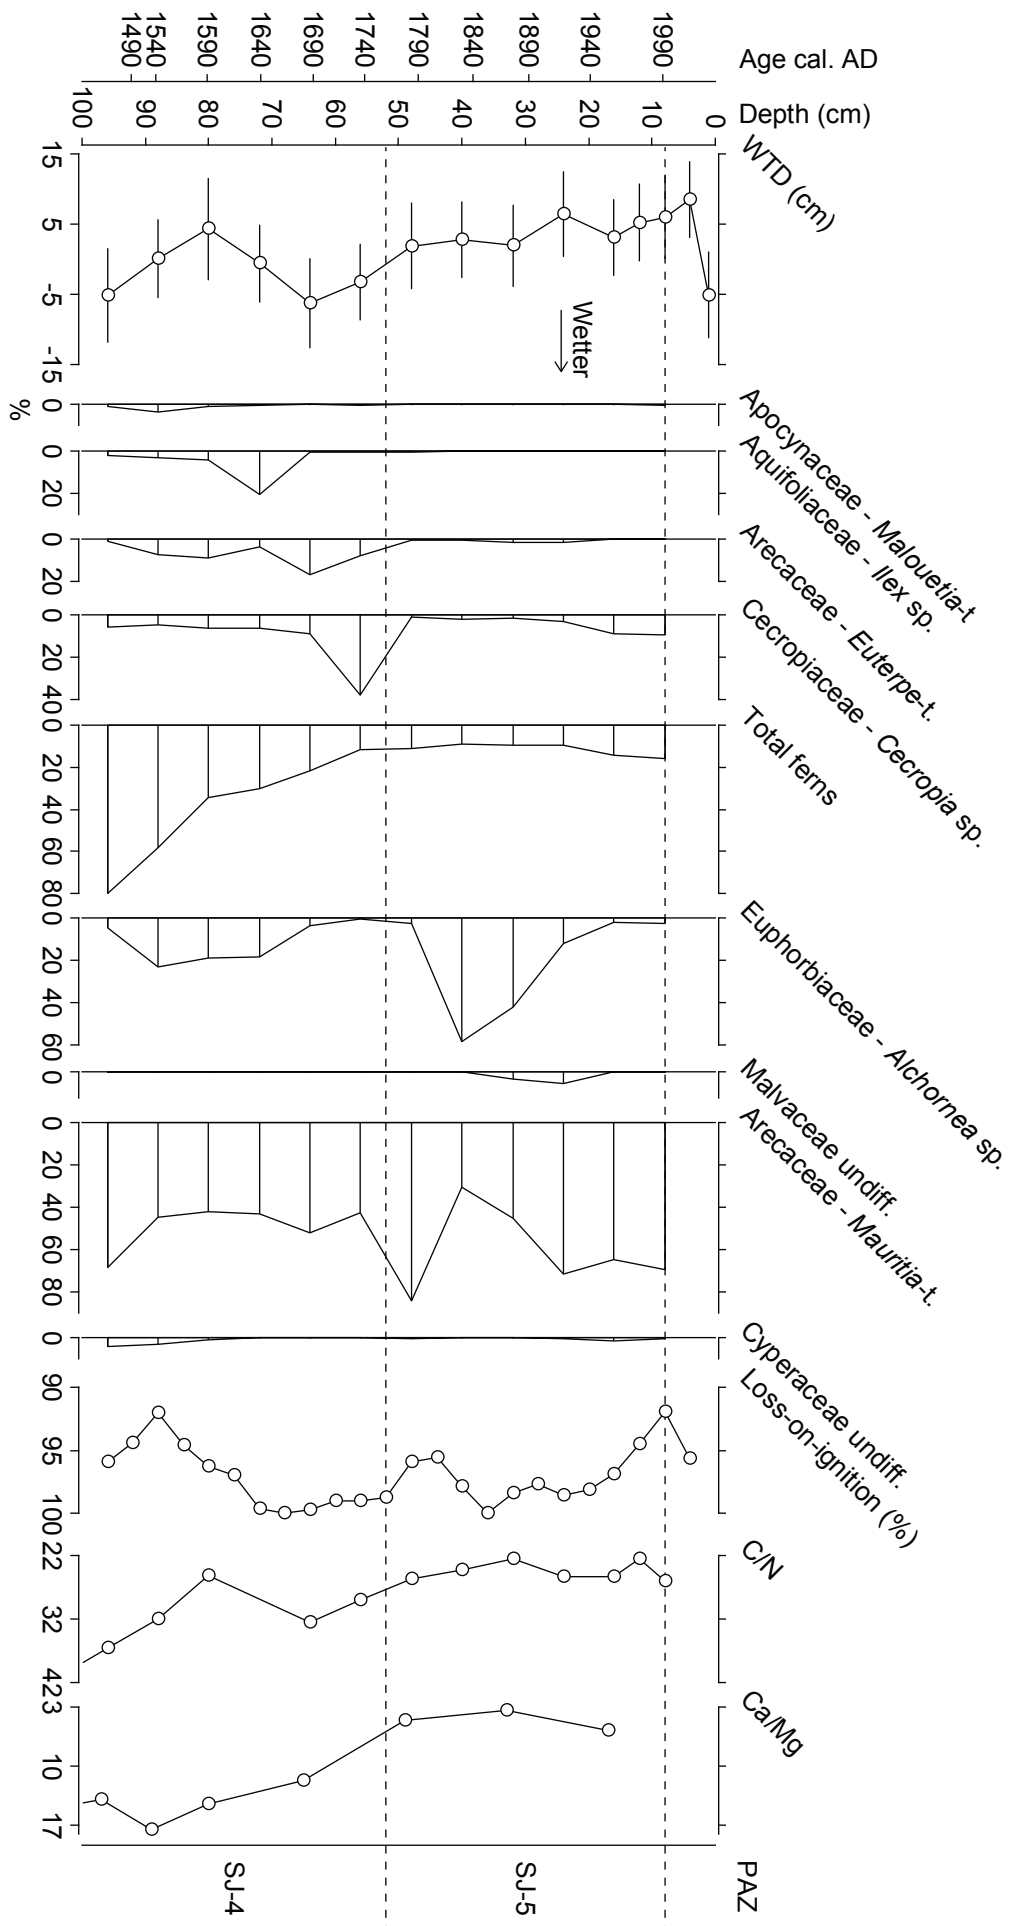 Age cal. AD
1990 1940 1890 1840 1790 1740 1690 1640 1590 1540 1490
Depth (cm)
0 10 20 30 40 50 60 70 80 90 100
WTD (cm)
15 5 -5 -15
Wetter
Apocynaceae - Malouetia-t
0
%
Aquifoliaceae - Ilex sp.
0 20
Arecaceae - Euterpe-t.
0 20
Cecropiaceae - Cecropia sp.
0 20 40
Total ferns
0 20 40 60 80
Euphorbiaceae - Alchornea sp.
0 20 40 60
Malvaceae undiff.
0
Arecaceae - Mauritia-t.
0 20 40 60 80
Cyperaceae undiff.
0
Loss-on-ignition (%)
90 95 100
C/N
22 32 42
Ca/Mg
3 10 17
PAZ
SJ-5
SJ-4